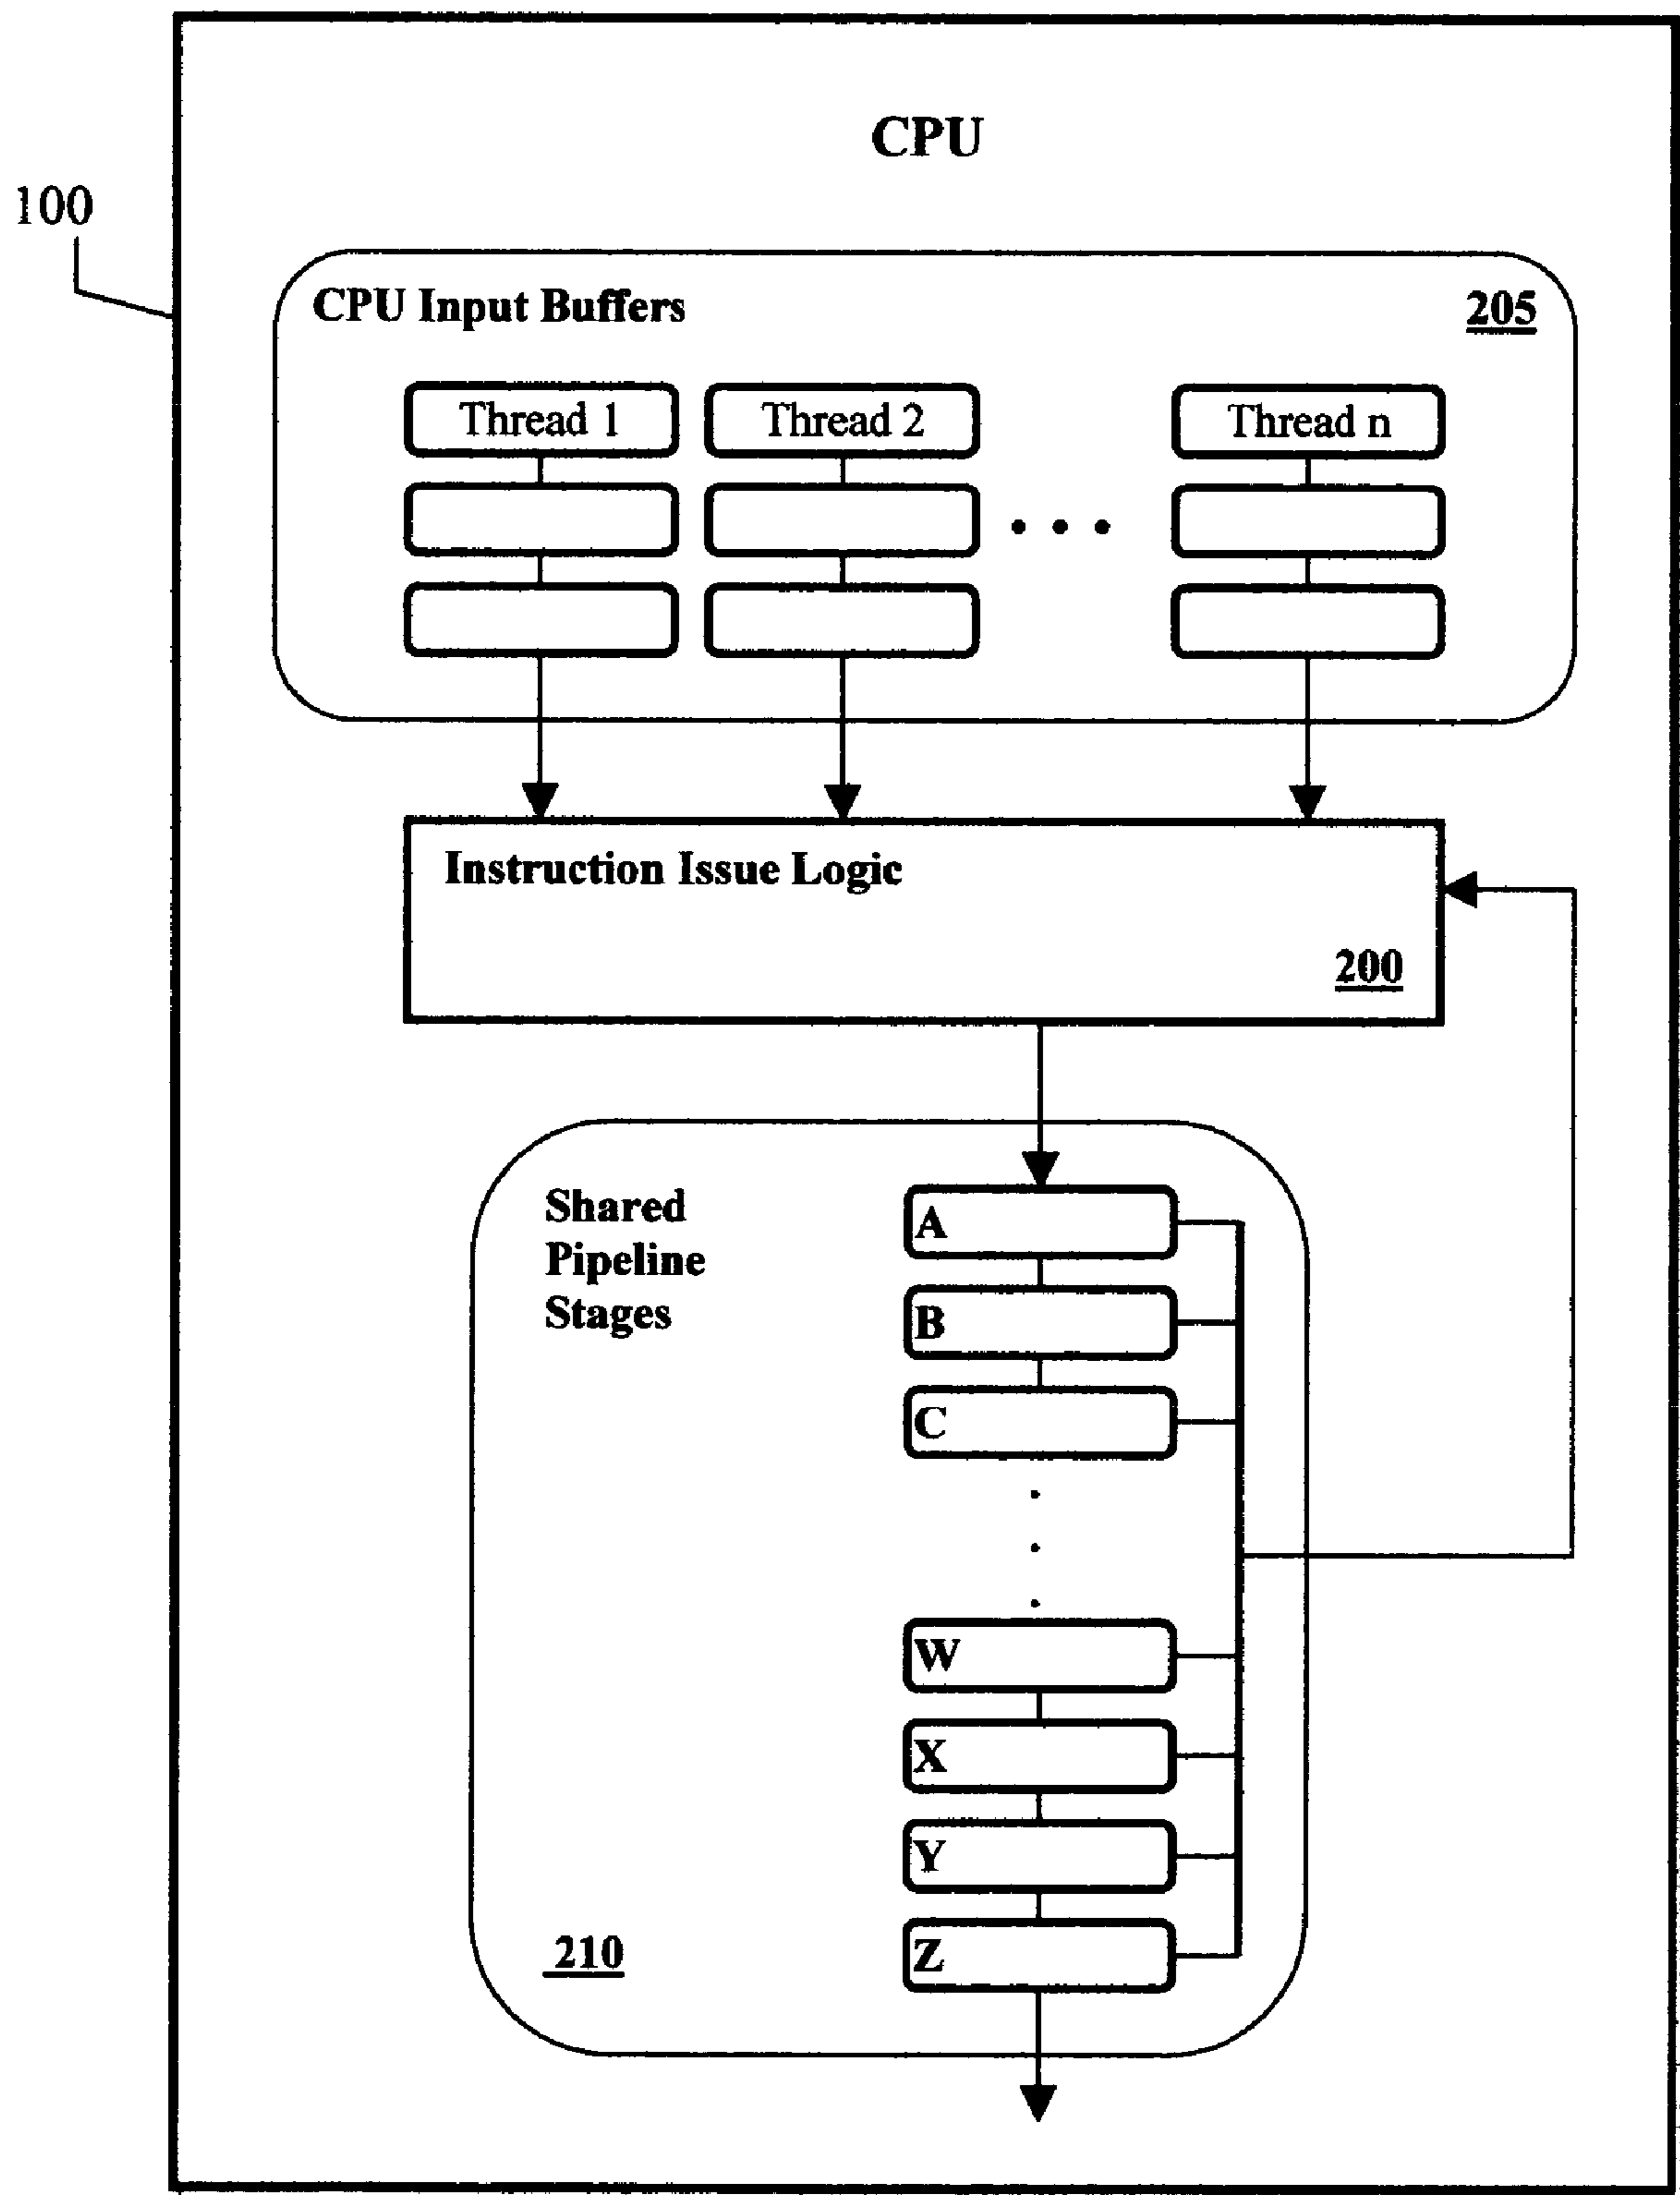 CPU
100
CPU Input Buffers
205
Thread 1
Thread 2
Thread n
Instruction Issue Logic
200
Shared
Pipeline
Stages
A
B
C
W
X
Y
Z
210